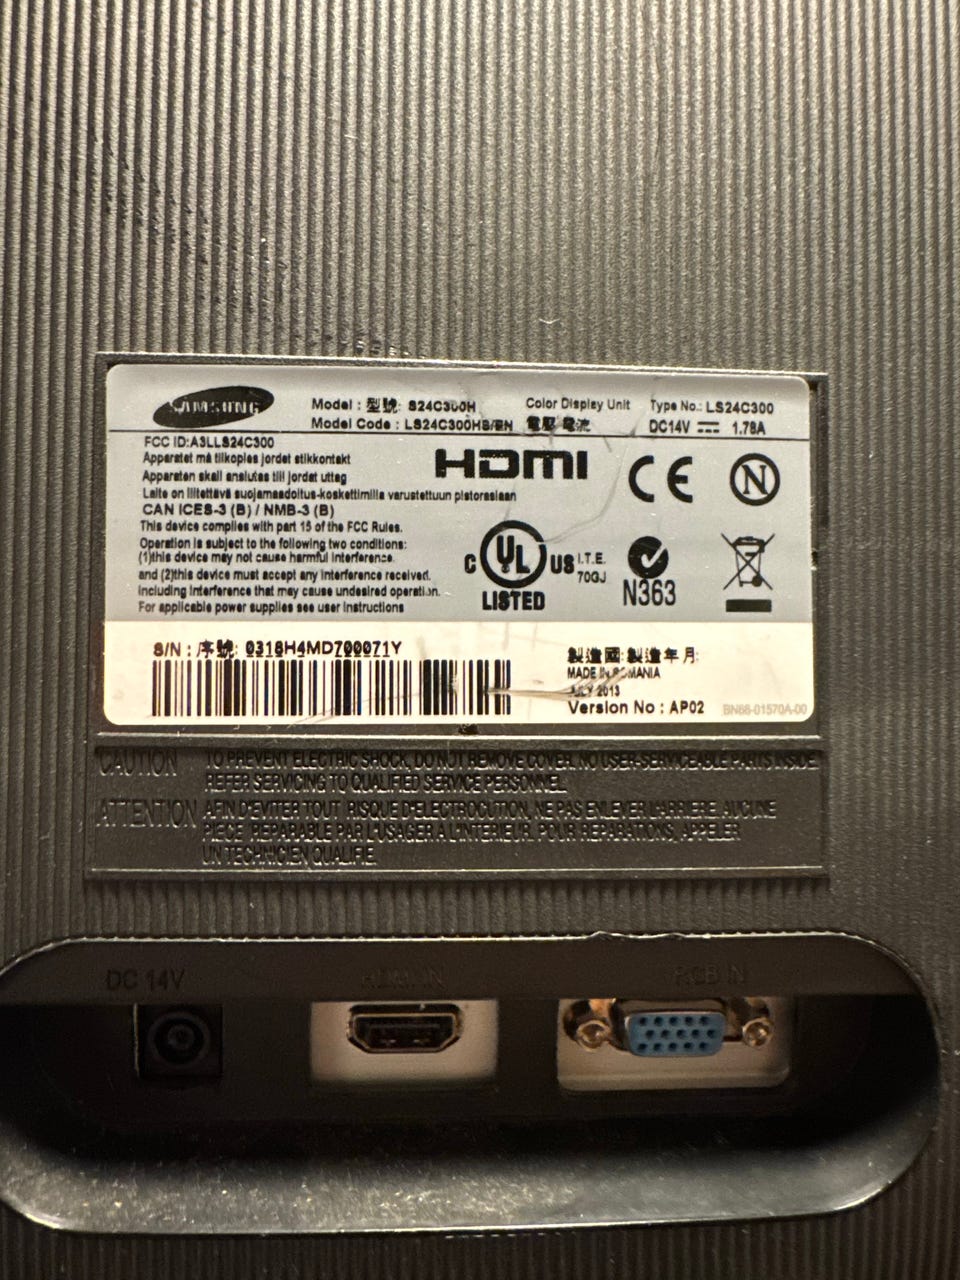 SAMSUNG
Model : 型號: S24C300H
Model Code : LS24C300HS/EN
Color Display Unit
電壓 電流
Type No.: LS24C300
DC14V ⎓ 1.78A
FCC ID:A3LLS24C300
Apparatet må tilkoples jordet stikkontakt
Apparaten skall anslutas till jordat uttag
Laite on liitettävä suojamaadoitus-koskettimilla varustettuun pistorasiaan
CAN ICES-3 (B) / NMB-3 (B)
This device complies with part 15 of the FCC Rules.
Operation is subject to the following two conditions:
(1)this device may not cause harmful interference.
and (2)this device must accept any interference received.
including interference that may cause undesired operation.
For applicable power supplies see user instructions
HDMI
CE
N
C UL US I.T.E.
70GJ
LISTED
N363
S/N : 序號: 0318H4MD700071Y
製造國:製造年月:
MADE IN ROMANIA
JULY 2013
Version No : AP02
BN68-01570A-00
CAUTION TO PREVENT ELECTRIC SHOCK, DO NOT REMOVE COVER. NO USER-SERVICEABLE PARTS INSIDE.
REFER SERVICING TO QUALIFIED SERVICE PERSONNEL.
ATTENTION AFIN D'EVITER TOUT RISQUE D'ELECTROCUTION, NE PAS ENLEVER L'ARRIERE. AUCUNE
PIECE REPARABLE PAR L'USAGER A L'INTERIEUR. POUR REPARATIONS, APPELER
UN TECHNICIEN QUALIFIE.
DC 14V
HDMI IN
RGB IN